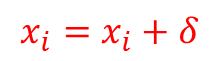 xᵢ = xᵢ + δ